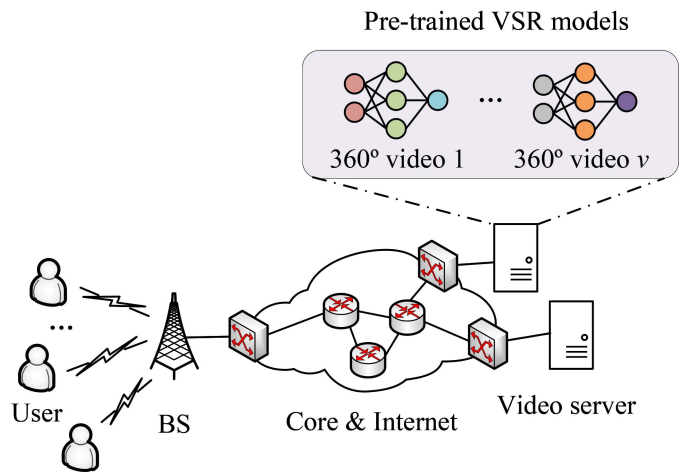 Pre-trained VSR models
...
360º video 1
360º video v
...
User
BS
Core & Internet
Video server